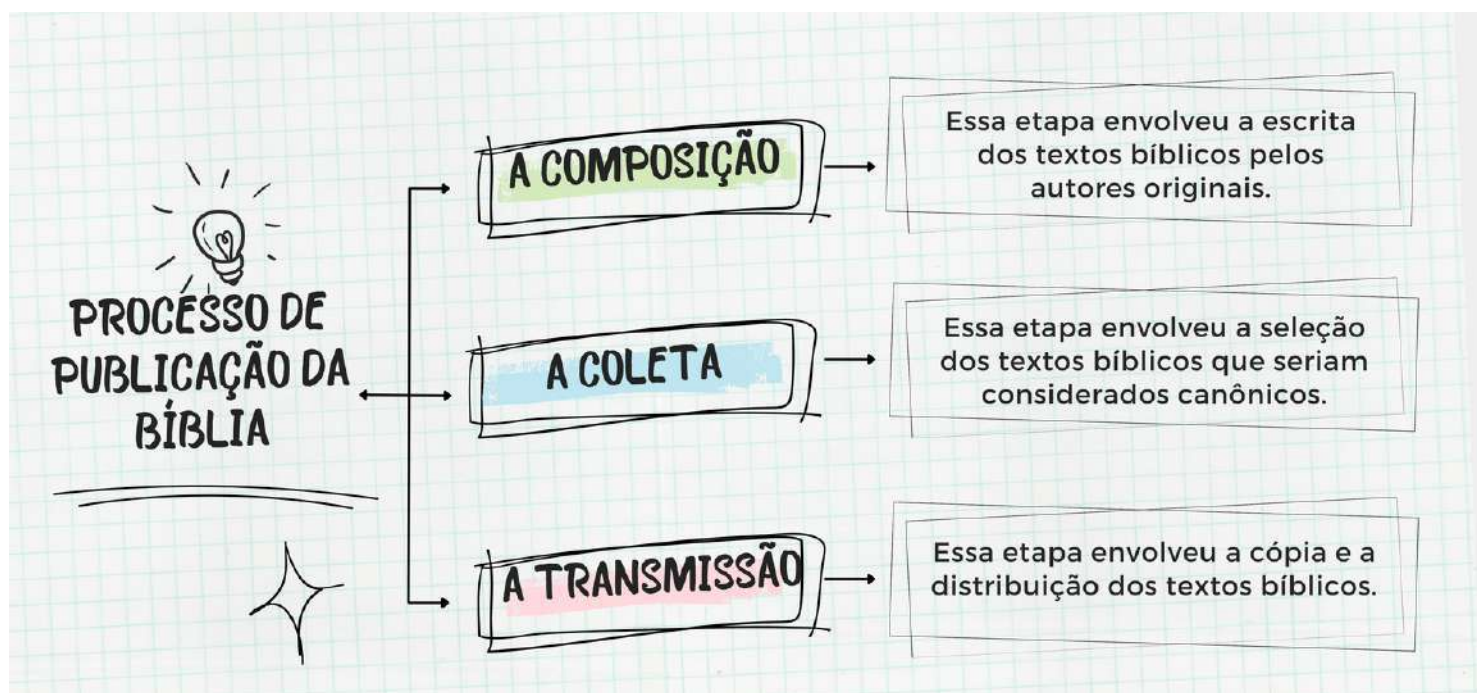 PROCESSO DE
PUBLICAÇÃO DA
BÍBLIA
A COMPOSIÇÃO
Essa etapa envolveu a escrita
dos textos bíblicos pelos
autores originais.
A COLETA
Essa etapa envolveu a seleção
dos textos bíblicos que seriam
considerados canônicos.
A TRANSMISSÃO
Essa etapa envolveu a cópia e a
distribuição dos textos bíblicos.